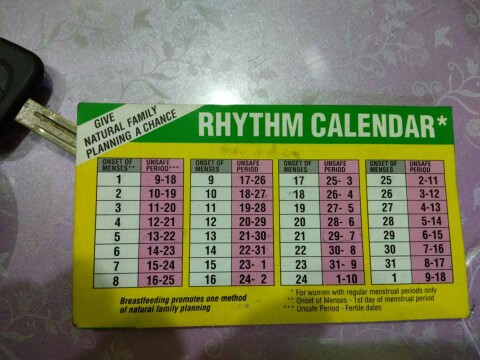 GIVE
NATURAL FAMILY
PLANNING A CHANCE
RHYTHM CALENDAR*
ONSET OF MENSES** UNSAFE PERIOD*** ONSET OF MENSES UNSAFE PERIOD ONSET OF MENSES UNSAFE PERIOD ONSET OF MENSES UNSAFE PERIOD
1 9-18 9 17-26 17 25- 3 25 2-11
2 10-19 10 18-27 18 26- 4 26 3-12
3 11-20 11 19-28 19 27- 5 27 4-13
4 12-21 12 20-29 20 28- 6 28 5-14
5 13-22 13 21-30 21 29- 7 29 6-15
6 14-23 14 22-31 22 30- 8 30 7-16
7 15-24 15 23- 1 23 31- 9 31 8-17
8 16-25 16 24- 2 24 1-10 1 9-18
* For women with regular menstrual periods only
** Onset of Menses - 1st day of menstrual period
*** Unsafe Period - Fertile dates
Breastfeeding promotes one method
of natural family planning